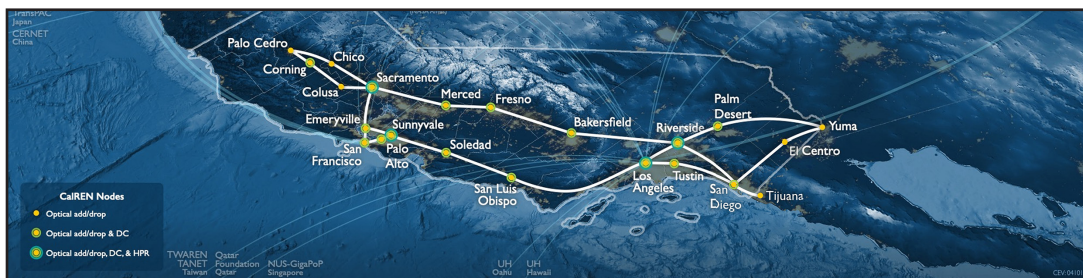 TransPAC
Japan
CERNET
China
Palo Cedro
Chico
Corning
Colusa
Sacramento
Merced
Fresno
Emeryville
Sunnyvale
San
Francisco
Palo
Alto
Soledad
Bakersfield
San Luis
Obispo
Riverside
Palm
Desert
Yuma
El Centro
Los
Angeles
Tustin
San
Diego
Tijuana
CalREN Nodes
Optical add/drop
Optical add/drop & DC
Optical add/drop, DC, & HPR
TWAREN
TANET
Taiwan
Qatar
Foundation
Qatar
NUS-GigaPoP
Singapore
UH
Oahu
UH
Hawaii